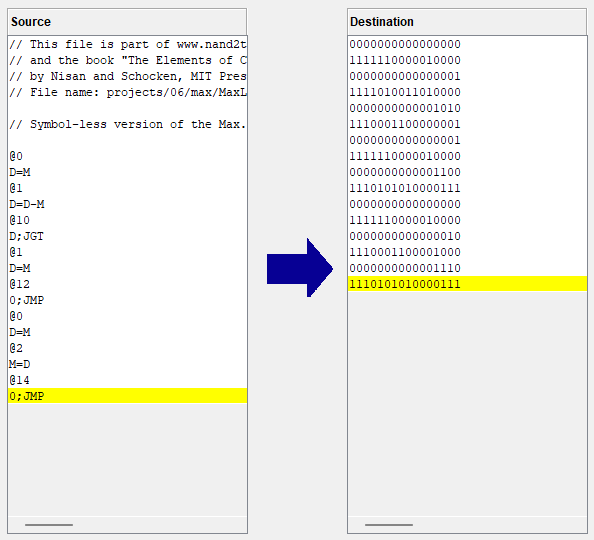 Source
// This file is part of www.nand2t
// and the book "The Elements of C
// by Nisan and Schocken, MIT Pres
// File name: projects/06/max/MaxL
// Symbol-less version of the Max.
@0
D=M
@1
D=D-M
@10
D;JGT
@1
D=M
@12
0;JMP
@0
D=M
@2
M=D
@14
0;JMP
Destination
0000000000000000
1111110000010000
0000000000000001
1111010011010000
0000000000001010
1110001100000001
0000000000000001
1111110000010000
0000000000001100
1110101010000111
0000000000000000
1111110000010000
0000000000000010
1110001100001000
0000000000001110
1110101010000111